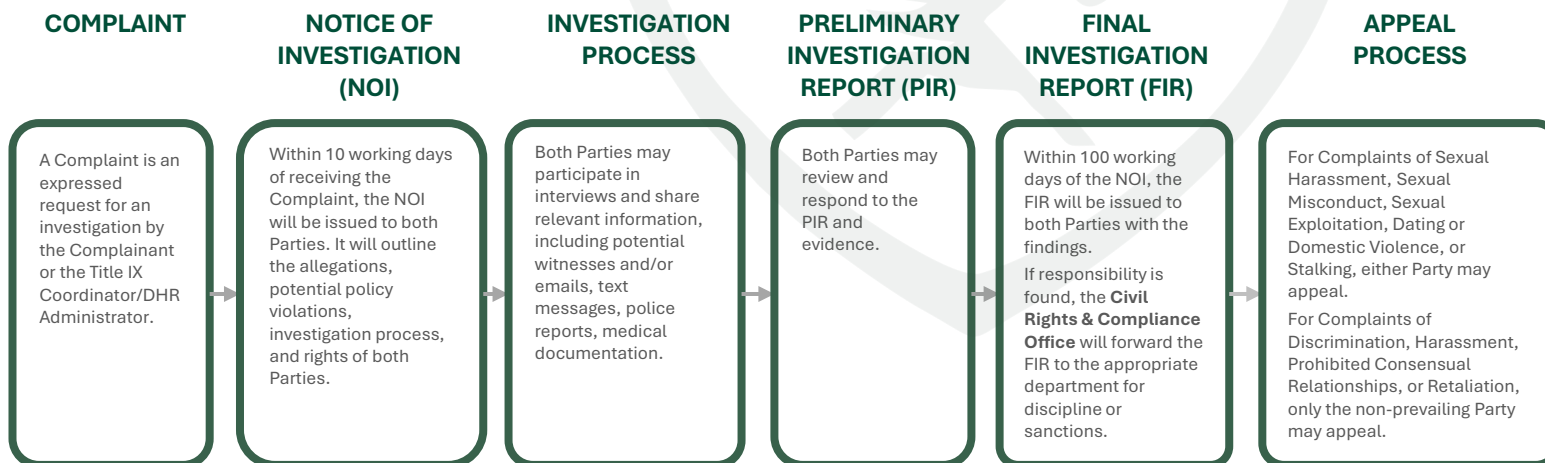 COMPLAINT
A Complaint is an
expressed
request for an
investigation by
the Complainant
or the Title IX
Coordinator/DHR
Administrator.
NOTICE OF
INVESTIGATION
(NOI)
Within 10 working days
of receiving the
Complaint, the NOI
will be issued to both
Parties. It will outline
the allegations,
potential policy
violations,
investigation process,
and rights of both
Parties.
INVESTIGATION
PROCESS
Both Parties may
participate in
interviews and share
relevant information,
including potential
witnesses and/or
emails, text
messages, police
reports, medical
documentation.
PRELIMINARY
INVESTIGATION
REPORT (PIR)
Both Parties may
review and
respond to the
PIR and
evidence.
FINAL
INVESTIGATION
REPORT (FIR)
Within 100 working
days of the NOI, the
FIR will be issued to
both Parties with the
findings.
If responsibility is
found, the Civil
Rights & Compliance
Office will forward the
FIR to the appropriate
department for
discipline or
sanctions.
APPEAL
PROCESS
For Complaints of Sexual
Harassment, Sexual
Misconduct, Sexual
Exploitation, Dating or
Domestic Violence, or
Stalking, either Party may
appeal.
For Complaints of
Discrimination, Harassment,
Prohibited Consensual
Relationships, or Retaliation,
only the non-prevailing Party
may appeal.